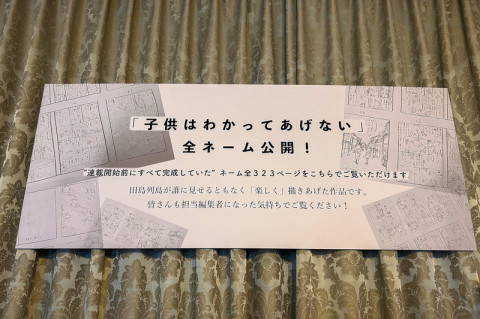 「子供はわかってあげない」
全ネーム公開！
"連載開始前にすべて完成していた" ネーム全３２３ページをこちらでご覧いただけます。
田島列島が誰に見せるともなく「楽しく」描きあげた作品です。
皆さんも担当編集者になった気持ちでご覧ください！